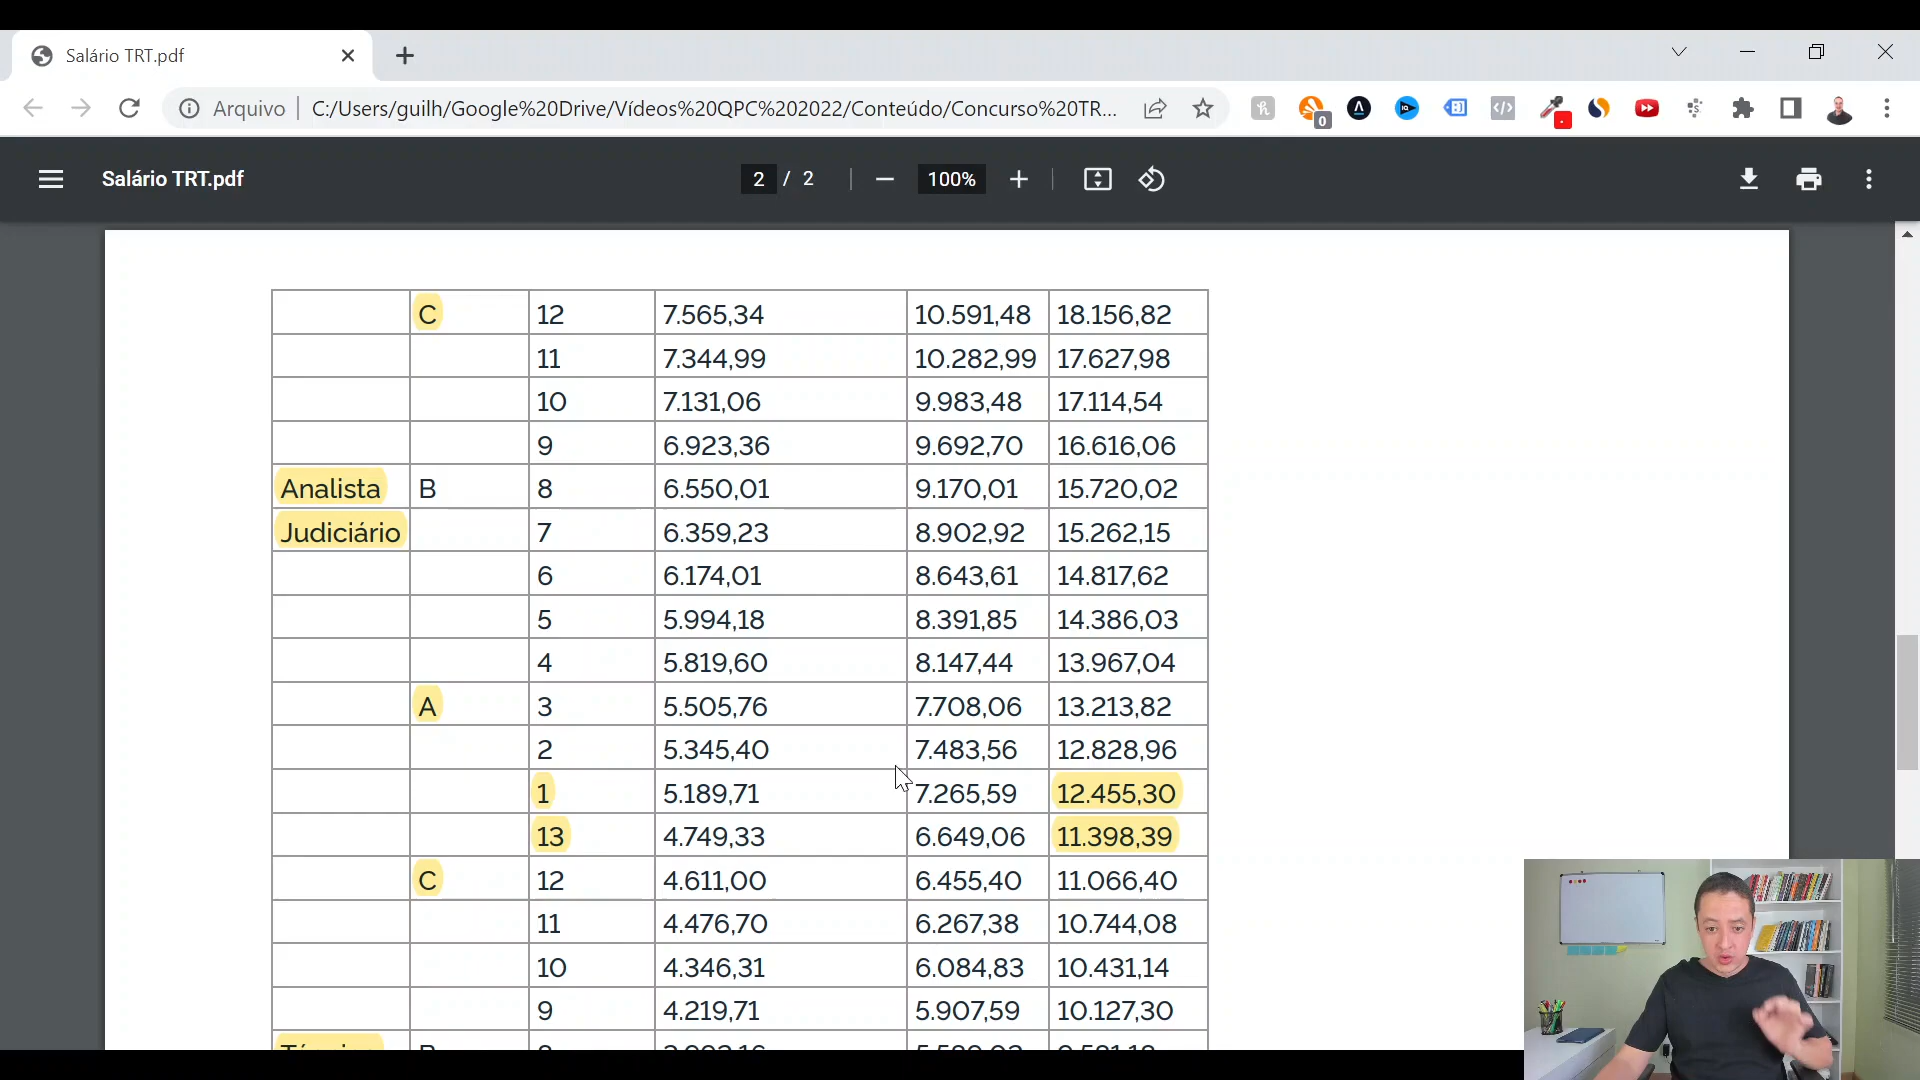 Salário TRT.pdf
Arquivo C:/Users/guilh/Google%20Drive/Vídeos%20QPC%202022/Conteúdo/Concurso%20TR...
0
Salário TRT.pdf
2 / 2
100%
C 12 7.565,34 10.591,48 18.156,82
11 7.344,99 10.282,99 17.627,98
10 7.131,06 9.983,48 17.114,54
9 6.923,36 9.692,70 16.616,06
Analista B 8 6.550,01 9.170,01 15.720,02
Judiciário 7 6.359,23 8.902,92 15.262,15
6 6.174,01 8.643,61 14.817,62
5 5.994,18 8.391,85 14.386,03
4 5.819,60 8.147,44 13.967,04
A 3 5.505,76 7.708,06 13.213,82
2 5.345,40 7.483,56 12.828,96
1 5.189,71 7.265,59 12.455,30
13 4.749,33 6.649,06 11.398,39
C 12 4.611,00 6.455,40 11.066,40
11 4.476,70 6.267,38 10.744,08
10 4.346,31 6.084,83 10.431,14
9 4.219,71 5.907,59 10.127,30